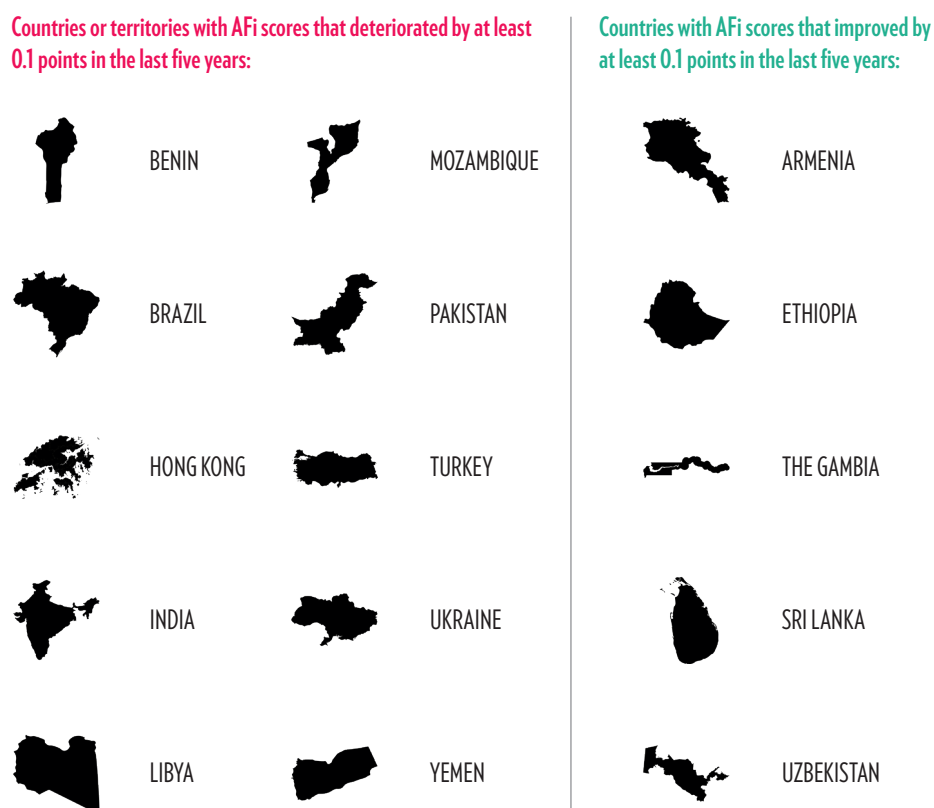 Countries or territories with AFi scores that deteriorated by at least
0.1 points in the last five years:
BENIN
MOZAMBIQUE
BRAZIL
PAKISTAN
HONG KONG
TURKEY
INDIA
UKRAINE
LIBYA
YEMEN
Countries with AFi scores that improved by
at least 0.1 points in the last five years:
ARMENIA
ETHIOPIA
THE GAMBIA
SRI LANKA
UZBEKISTAN